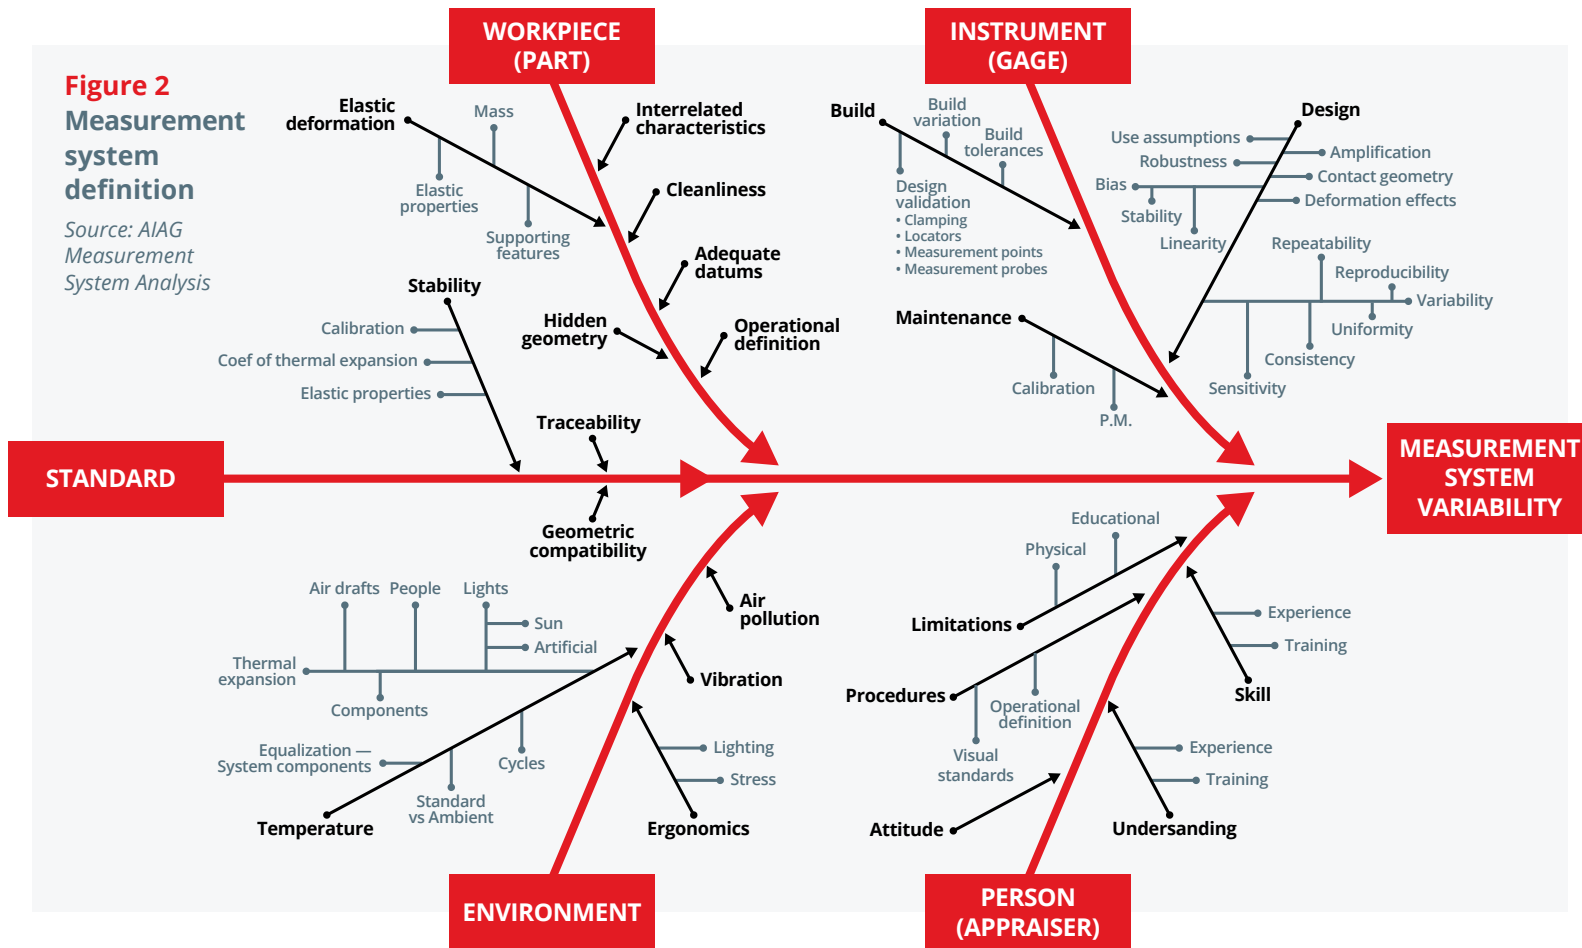 WORKPIECE
(PART)
INSTRUMENT
(GAGE)
Figure 2
Measurement
system
definition
Source: AIAG
Measurement
System Analysis
Elastic
deformation
Mass
Elastic
properties
Supporting
features
Interrelated
characteristics
Cleanliness
Adequate
datums
Hidden
geometry
Operational
definition
Stability
Calibration
Coef of thermal expansion
Elastic properties
Traceability
Geometric
compatibility
Build
Build
variation
Build
tolerances
Design
validation
• Clamping
• Locators
• Measurement points
• Measurement probes
Maintenance
Calibration
P.M.
Design
Use assumptions
Robustness
Bias
Stability
Linearity
Amplification
Contact geometry
Deformation effects
Repeatability
Reproducibility
Variability
Uniformity
Consistency
Sensitivity
STANDARD
MEASUREMENT
SYSTEM
VARIABILITY
Air drafts
People
Lights
Sun
Artificial
Thermal
expansion
Components
Equalization —
System components
Standard
vs Ambient
Cycles
Temperature
Air
pollution
Vibration
Lighting
Stress
Ergonomics
Educational
Physical
Limitations
Procedures
Operational
definition
Visual
standards
Attitude
Experience
Training
Skill
Experience
Training
Undersanding
ENVIRONMENT
PERSON
(APPRAISER)